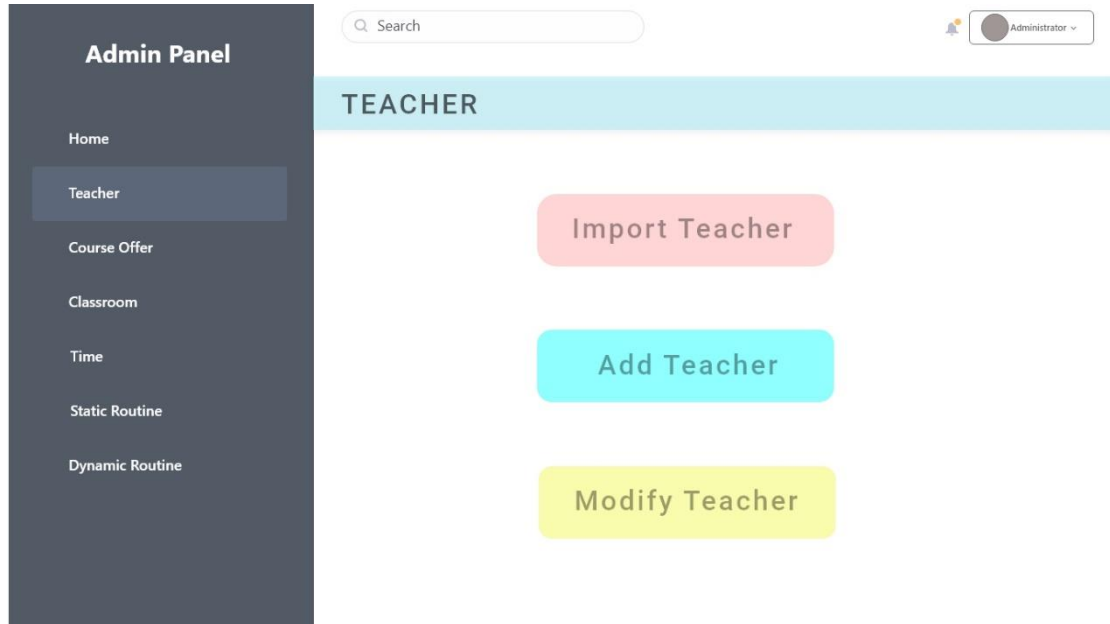 Admin Panel
Home
Teacher
Course Offer
Classroom
Time
Static Routine
Dynamic Routine
Search
Administrator
TEACHER
Import Teacher
Add Teacher
Modify Teacher